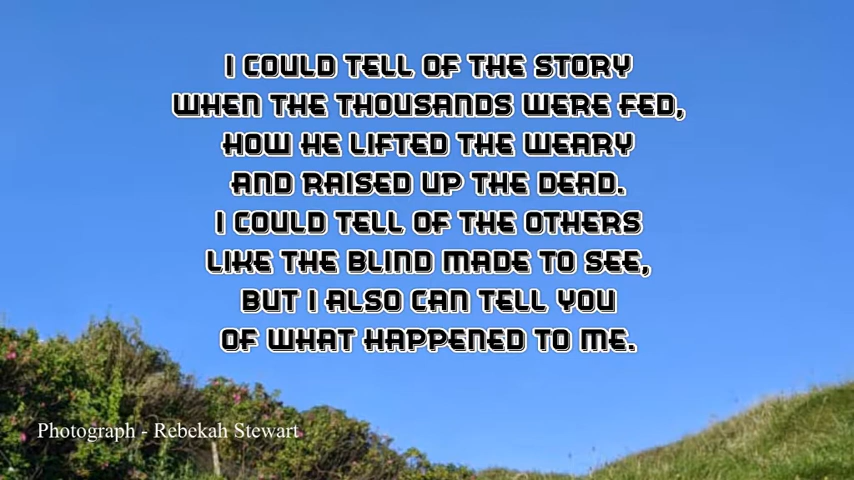 I COULD TELL OF THE STORY
WHEN THE THOUSANDS WERE FED,
HOW HE LIFTED THE WEARY
AND RAISED UP THE DEAD.
I COULD TELL OF THE OTHERS
LIKE THE BLIND MADE TO SEE,
BUT I ALSO CAN TELL YOU
OF WHAT HAPPENED TO ME.
Photograph - Rebekah Stewart